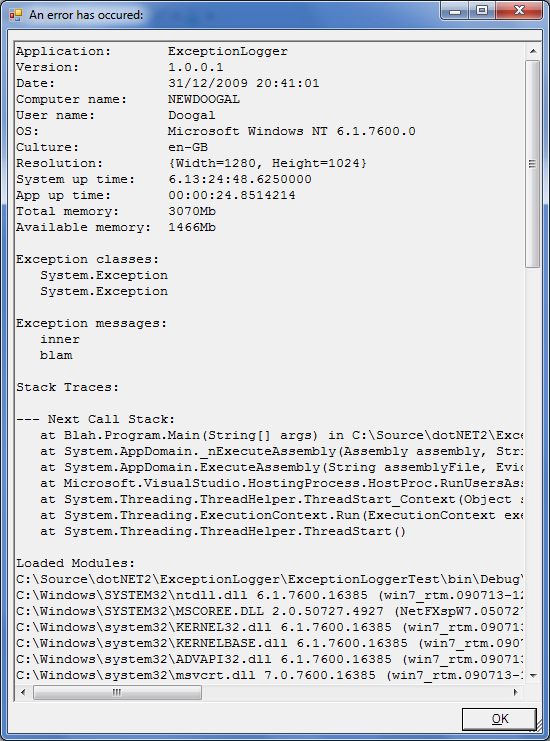 An error has occured:
Application: ExceptionLogger
Version: 1.0.0.1
Date: 31/12/2009 20:41:01
Computer name: NEWDOOGAL
User name: Doogal
OS: Microsoft Windows NT 6.1.7600.0
Culture: en-GB
Resolution: {Width=1280, Height=1024}
System up time: 6.13:24:48.6250000
App up time: 00:00:24.8514214
Total memory: 3070Mb
Available memory: 1466Mb
Exception classes:
System.Exception
System.Exception
Exception messages:
inner
blam
Stack Traces:
--- Next Call Stack:
at Blah.Program.Main(String[] args) in C:\Source\dotNET2\Exce
at System.AppDomain._nExecuteAssembly(Assembly assembly, Stri
at System.AppDomain.ExecuteAssembly(String assemblyFile, Evid
at Microsoft.VisualStudio.HostingProcess.HostProc.RunUsersAss
at System.Threading.ThreadHelper.ThreadStart_Context(Object s
at System.Threading.ExecutionContext.Run(ExecutionContext exe
at System.Threading.ThreadHelper.ThreadStart()
Loaded Modules:
C:\Source\dotNET2\ExceptionLogger\ExceptionLoggerTest\bin\Debug\
C:\Windows\SYSTEM32\ntdll.dll 6.1.7600.16385 (win7_rtm.090713-12
C:\Windows\SYSTEM32\MSCOREE.DLL 2.0.50727.4927 (NetFXspW7.050727
C:\Windows\system32\KERNEL32.dll 6.1.7600.16385 (win7_rtm.090713
C:\Windows\system32\KERNELBASE.dll 6.1.7600.16385 (win7_rtm.0907
C:\Windows\system32\ADVAPI32.dll 6.1.7600.16385 (win7_rtm.090713
C:\Windows\system32\msvcrt.dll 7.0.7600.16385 (win7_rtm.090713-1
OK